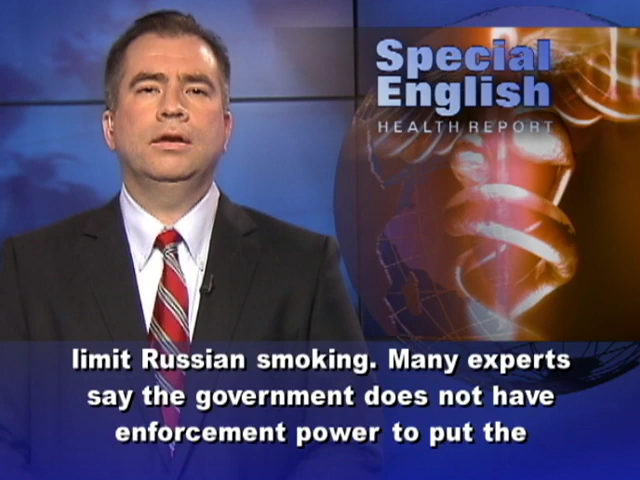 Special
English
HEALTH REPORT
limit Russian smoking. Many experts
say the government does not have
enforcement power to put the